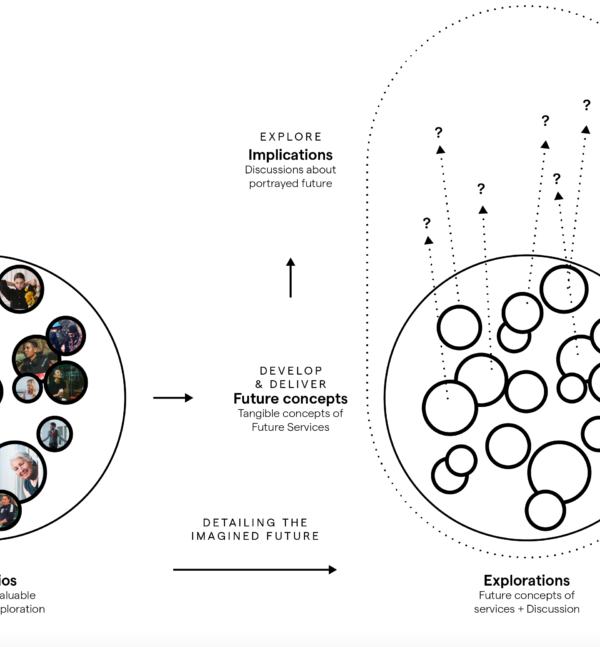 ?
?
?
?
?
?
EXPLORE
Implications
Discussions about
portrayed future
DEVELOP
& DELIVER
Future concepts
Tangible concepts of
Future Services
DETAILING THE
IMAGINED FUTURE
ios
aluable
ploration
Explorations
Future concepts of
services + Discussion